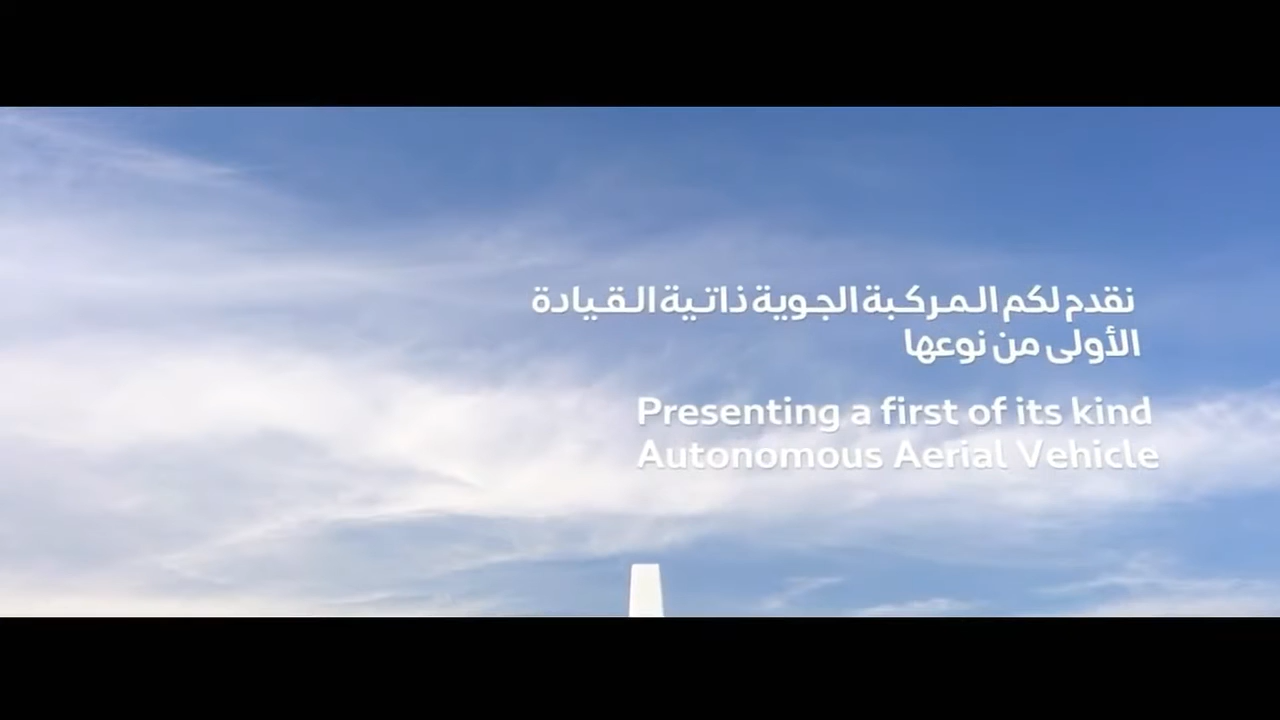 نقدم لكم المركبة الجوية ذاتية القيادة
الأولى من نوعها
Presenting a first of its kind
Autonomous Aerial Vehicle